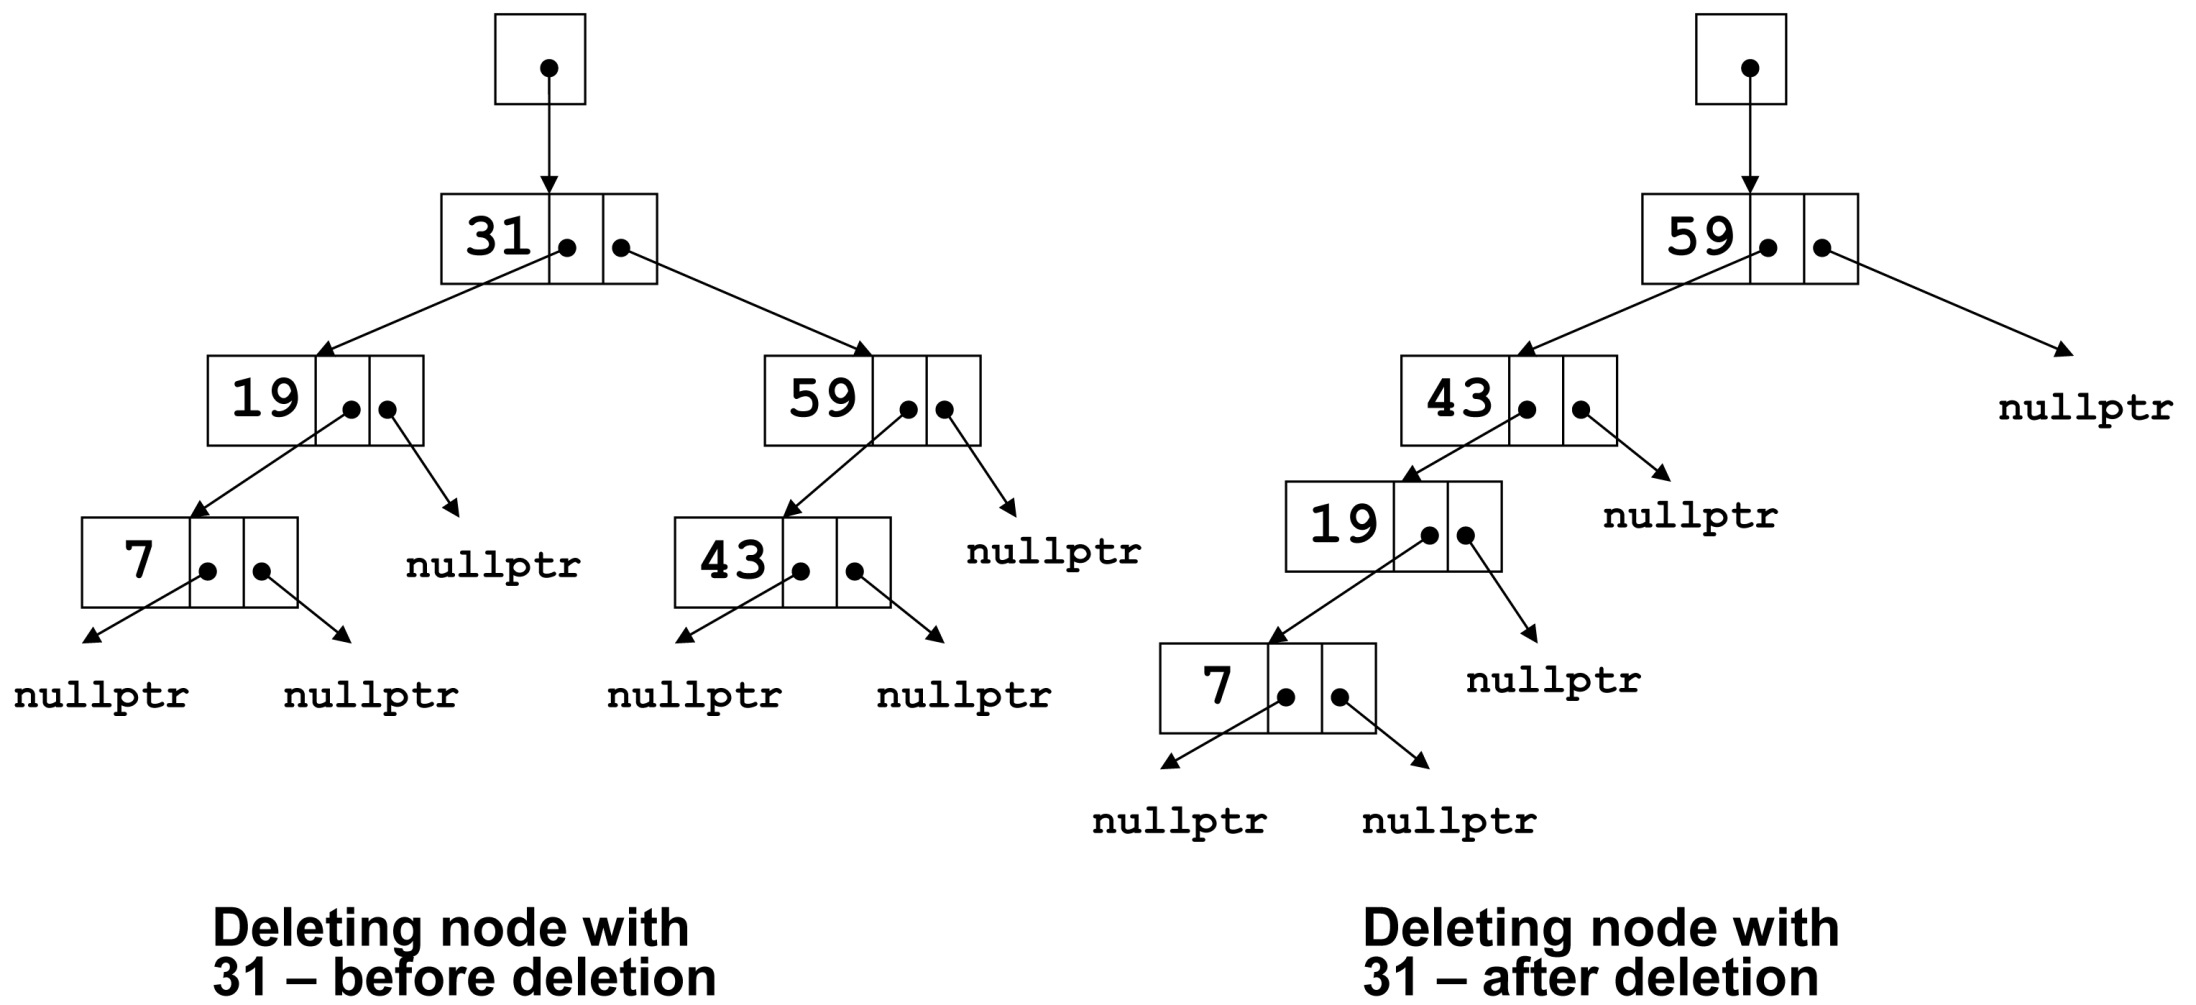 31
59
19
59
43
7
43
19
7
nullptr
nullptr
nullptr
nullptr
nullptr
nullptr
nullptr
nullptr
nullptr
nullptr
nullptr
nullptr
Deleting node with
31 – before deletion
Deleting node with
31 – after deletion